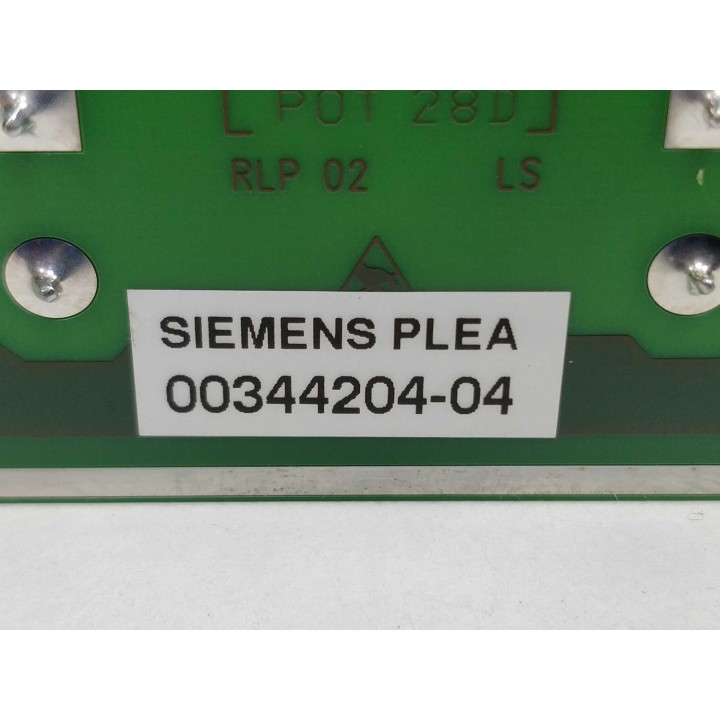 [ POT 28D ]
RLP 02 LS
SIEMENS PLEA
00344204-04